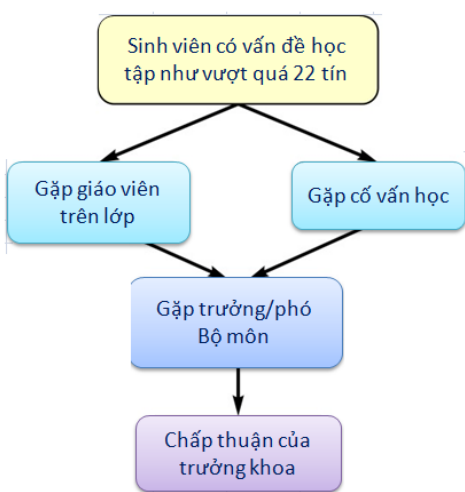 Sinh viên có vấn đề học
tập như vượt quá 22 tín
Gặp giáo viên
trên lớp
Gặp cố vấn học
Gặp trưởng/phó
Bộ môn
Chấp thuận của
trưởng khoa